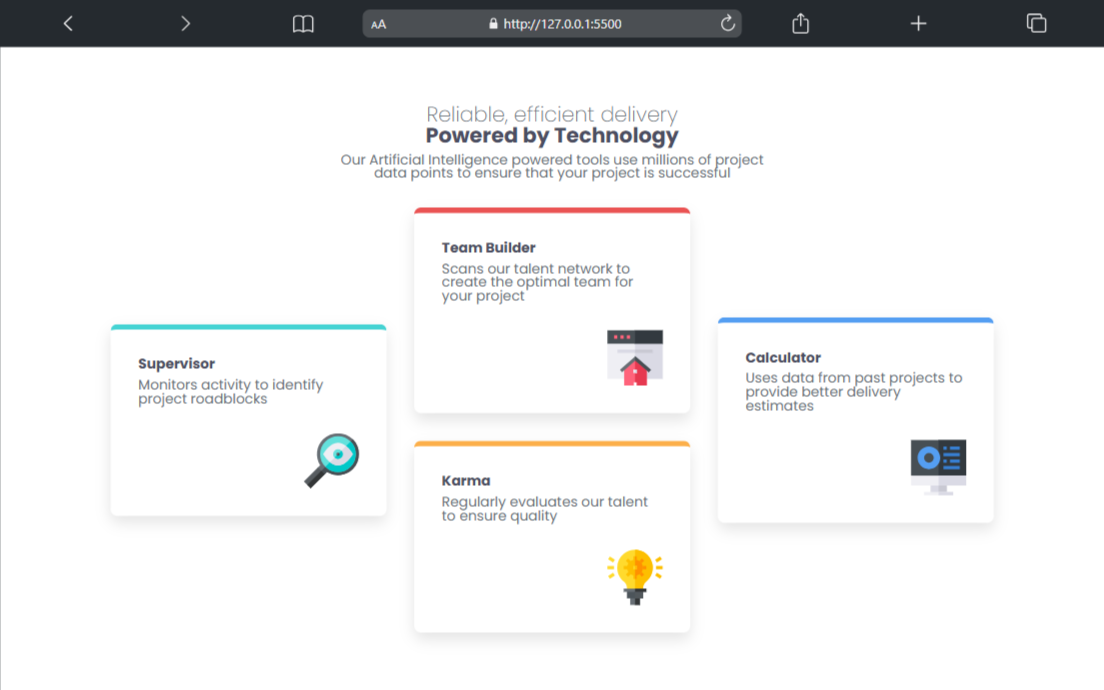 AA
http://127.0.0.1:5500
Reliable, efficient delivery
Powered by Technology
Our Artificial Intelligence powered tools use millions of project
data points to ensure that your project is successful
Supervisor
Monitors activity to identify
project roadblocks
Team Builder
Scans our talent network to
create the optimal team for
your project
Karma
Regularly evaluates our talent
to ensure quality
Calculator
Uses data from past projects to
provide better delivery
estimates